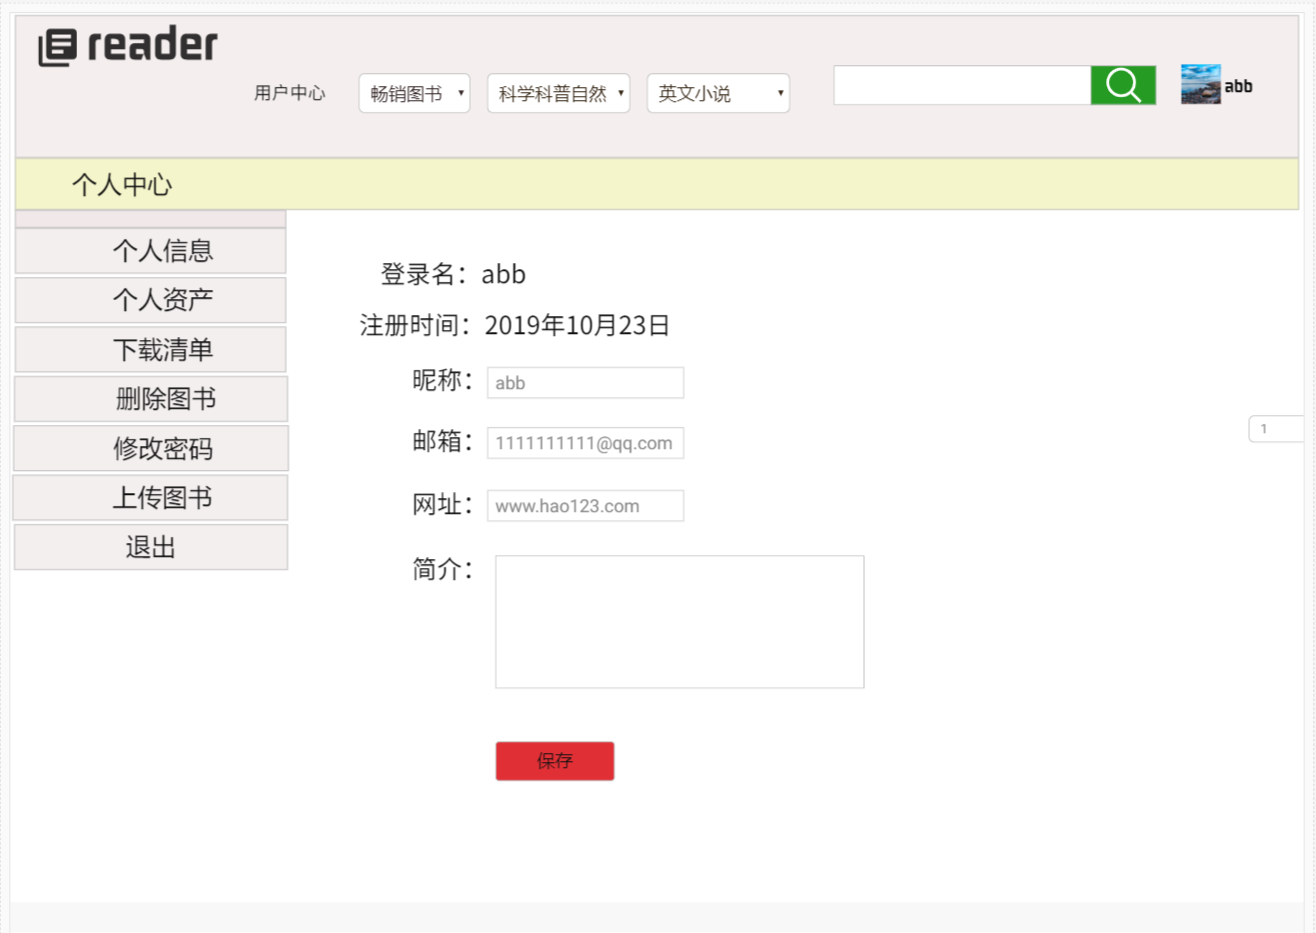 reader
用户中心 畅销图书 科学科普自然 英文小说 abb
个人中心
个人信息
个人资产
下载清单
删除图书
修改密码
上传图书
退出
登录名：abb
注册时间：2019年10月23日
昵称：abb
邮箱：1111111111@qq.com
网址：www.hao123.com
简介：
保存
1